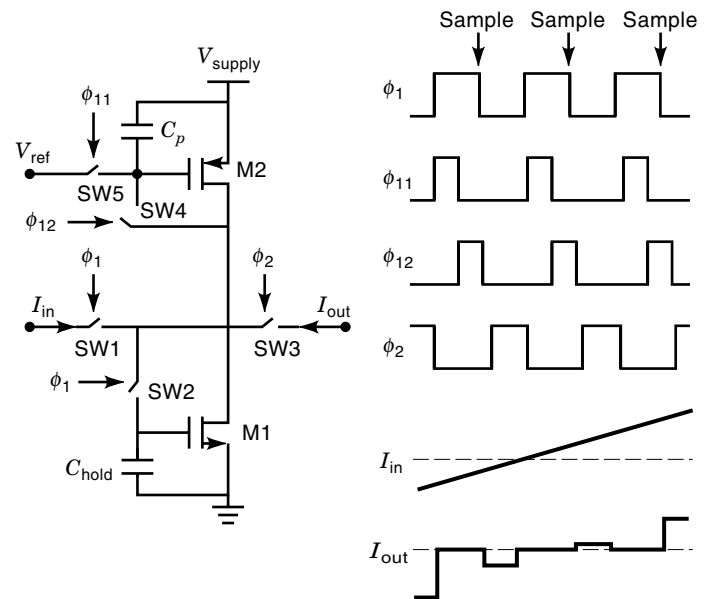 Sample Sample Sample
V_supply
ϕ_11
C_p
V_ref
M2
SW5
SW4
ϕ_12
ϕ_1
ϕ_2
I_in
I_out
SW1
SW3
ϕ_1
SW2
M1
C_hold
ϕ_1
ϕ_11
ϕ_12
ϕ_2
I_in
I_out